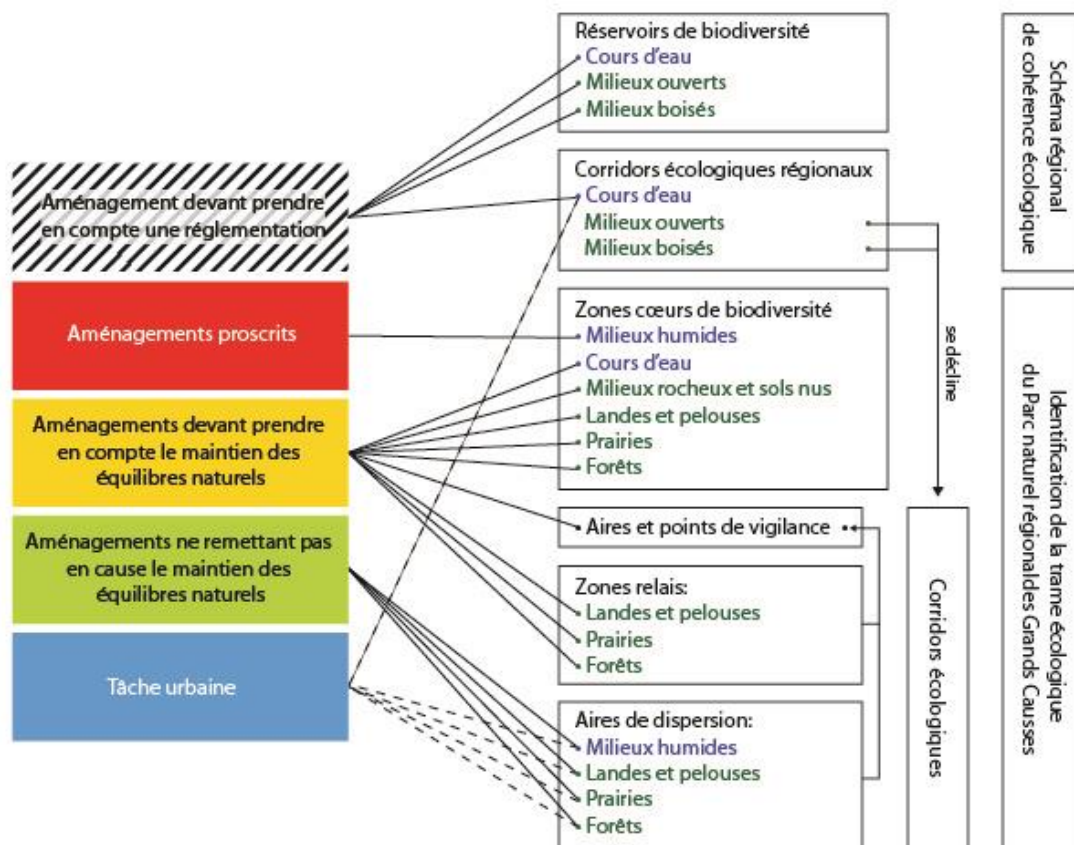 Aménagement devant prendre
en compte une réglementation
Aménagements proscrits
Aménagements devant prendre
en compte le maintien des
équilibres naturels
Aménagements ne remettant pas
en cause le maintien des
équilibres naturels
Tâche urbaine
Réservoirs de biodiversité
Cours d'eau
Milieux ouverts
Milieux boisés
Corridors écologiques régionaux
Cours d'eau
Milieux ouverts
Milieux boisés
Zones cœurs de biodiversité
Milieux humides
Cours d'eau
Milieux rocheux et sols nus
Landes et pelouses
Prairies
Forêts
Aires et points de vigilance
Zones relais:
Landes et pelouses
Prairies
Forêts
Aires de dispersion:
Milieux humides
Landes et pelouses
Prairies
Forêts
se décline
Corridors écologiques
Schéma régional
de cohérence écologique
Identification de la trame écologique
du Parc naturel régionaldes Grands Causses